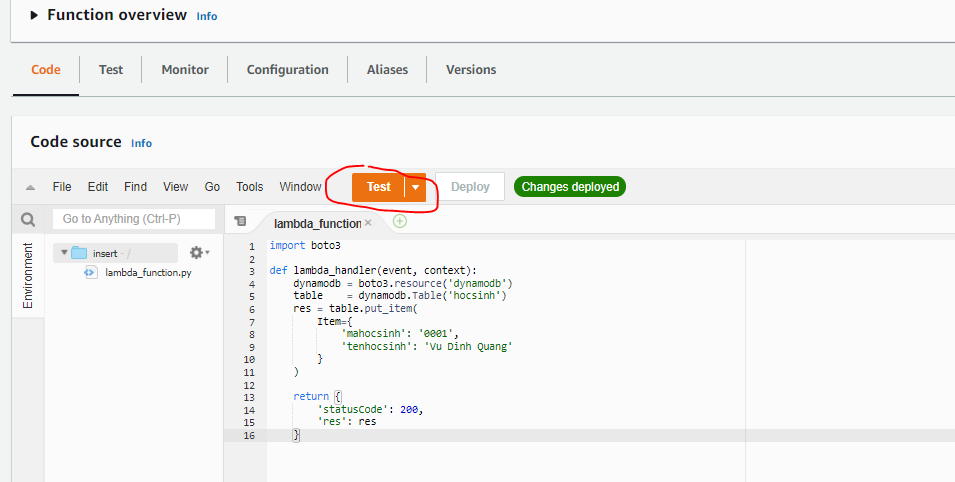 Function overview Info
Code Test Monitor Configuration Aliases Versions
Code source Info
File Edit Find View Go Tools Window Test Deploy Changes deployed
Go to Anything (Ctrl-P) lambda_function
Environment
insert - /
lambda_function.py
1 import boto3
2
3 def lambda_handler(event, context):
4     dynamodb = boto3.resource('dynamodb')
5     table    = dynamodb.Table('hocsinh')
6     res = table.put_item(
7         Item={
8             'mahocsinh': '0001',
9             'tenhocsinh': 'Vu Dinh Quang'
10         }
11     )
12
13     return {
14         'statusCode': 200,
15         'res': res
16     }